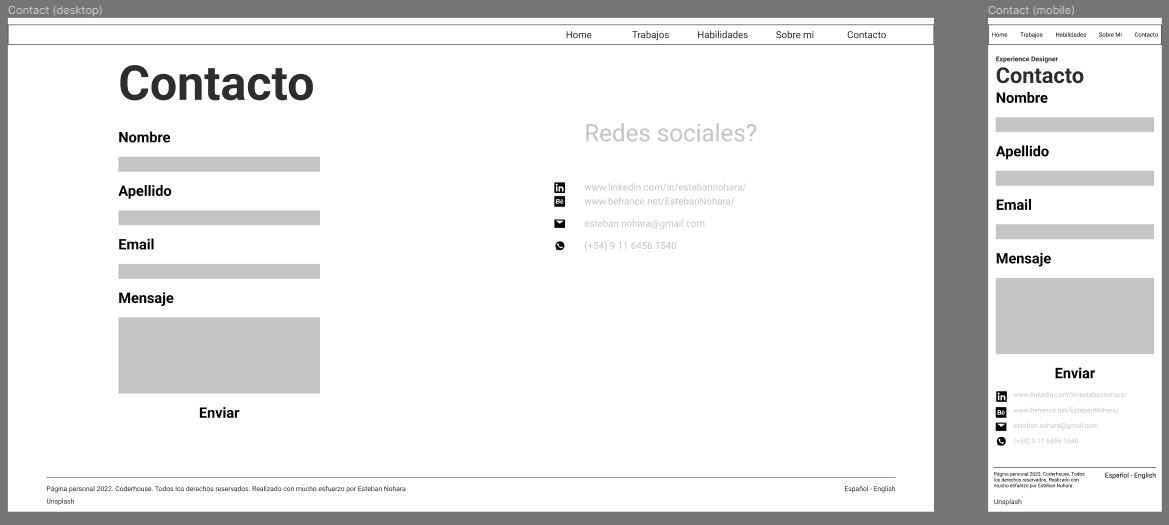 Contact (desktop)
Home Trabajos Habilidades Sobre mi Contacto
Contacto
Nombre
Apellido
Email
Mensaje
Enviar
Redes sociales?
in www.linkedin.com/in/estebannohara/
Bē www.behance.net/EstebanNohara/
esteban.nohara@gmail.com
(+54) 9 11 6456 1540
Página personal 2022. Coderhouse. Todos los derechos reservados. Realizado con mucho esfuerzo por Esteban Nohara
Español - English
Unsplash
Contact (mobile)
Home Trabajos Habilidades Sobre Mi Contacto
Experience Designer
Contacto
Nombre
Apellido
Email
Mensaje
Enviar
in www.linkedin.com/in/estebannohara/
Bē www.behance.net/EstebanNohara/
esteban.nohara@gmail.com
(+54) 9 11 6456 1540
Página personal 2022. Coderhouse. Todos
los derechos reservados. Realizado con
mucho esfuerzo por Esteban Nohara
Español - English
Unsplash